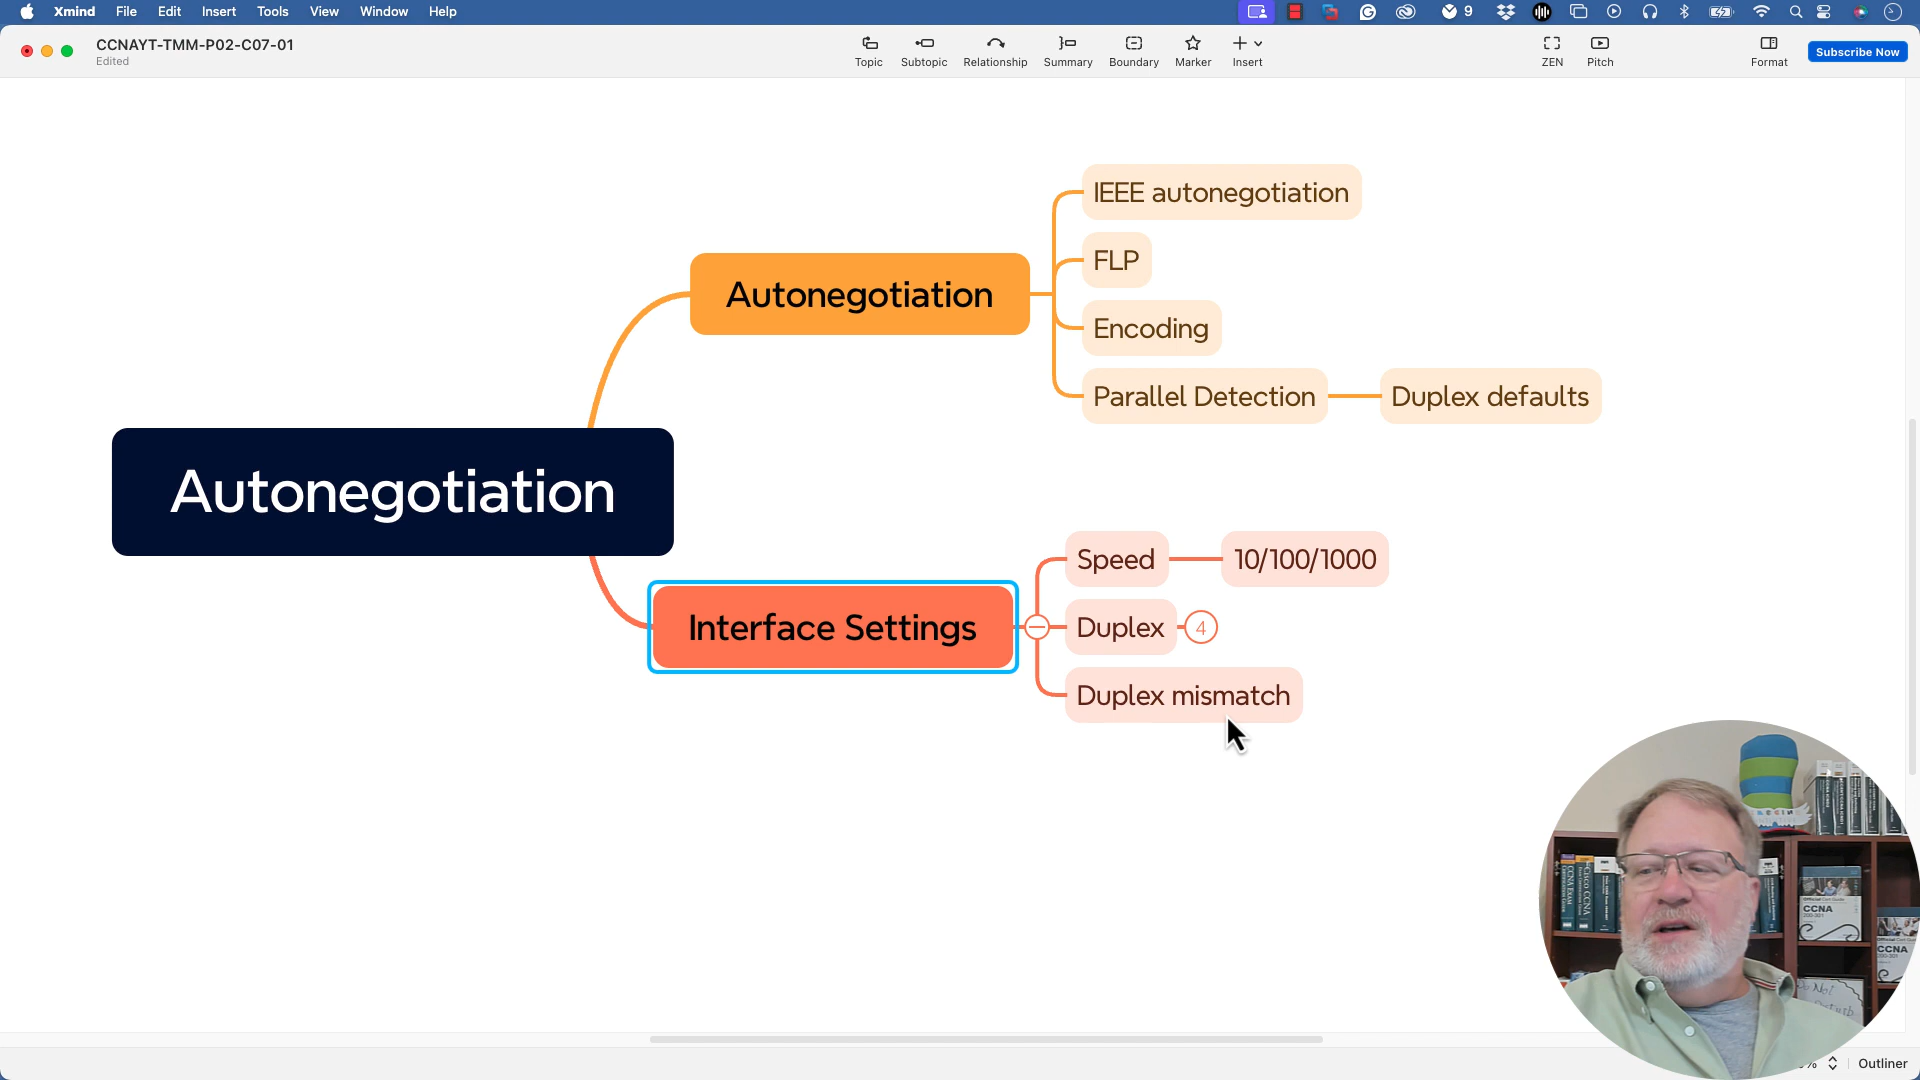 Xmind File Edit Insert Tools View Window Help 9
CCNAYT-TMM-P02-C07-01
Edited
Topic Subtopic Relationship Summary Boundary Marker Insert ZEN Pitch Format Subscribe Now
IEEE autonegotiation
FLP
Autonegotiation
Encoding
Parallel Detection Duplex defaults
Autonegotiation
Speed 10/100/1000
Interface Settings
Duplex 4
Duplex mismatch
CCNA
CCNA
Do Not
Outliner